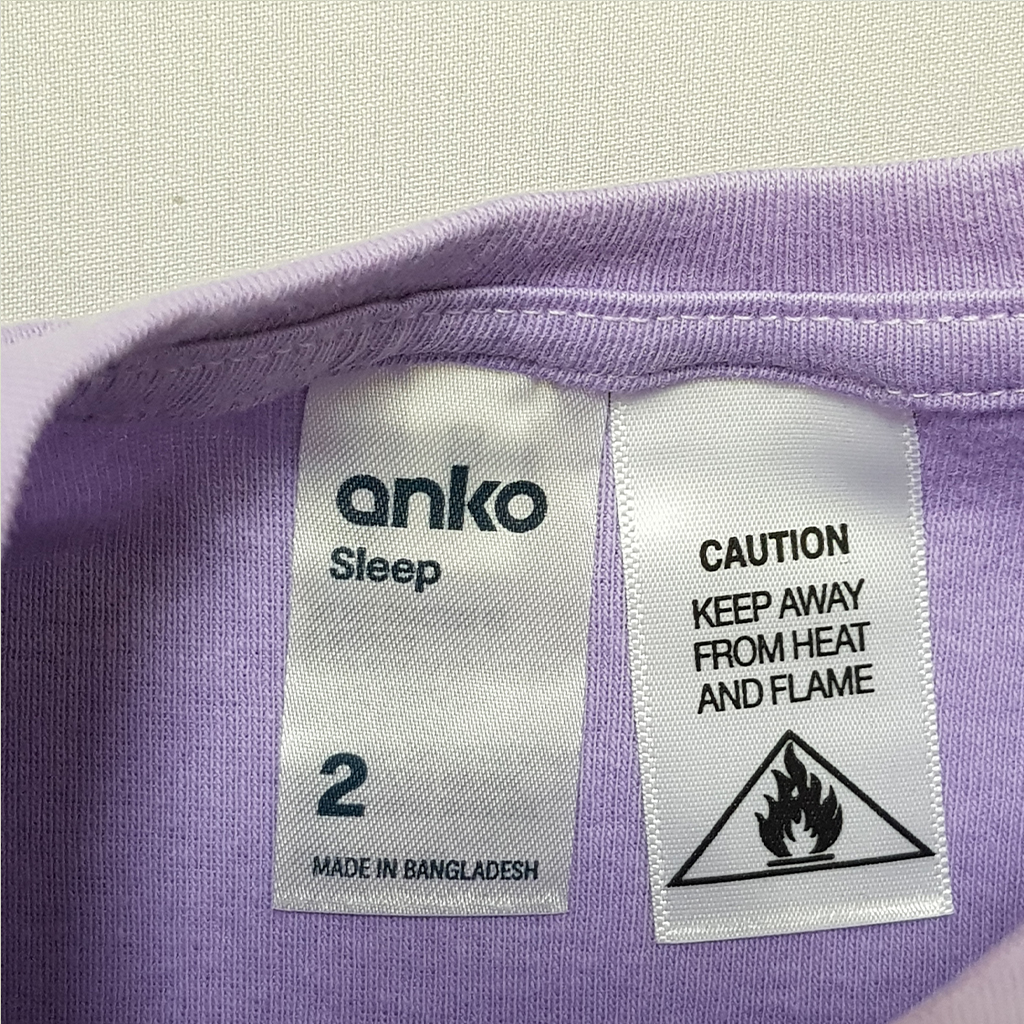 anko
Sleep
2
MADE IN BANGLADESH
CAUTION
KEEP AWAY
FROM HEAT
AND FLAME